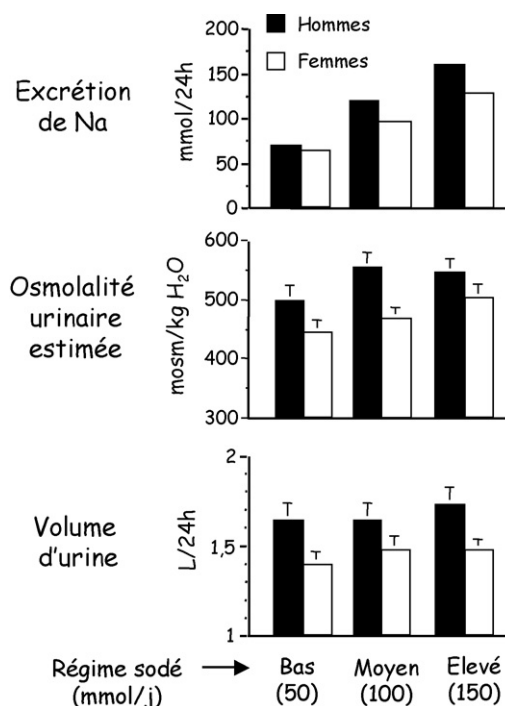 Hommes
Femmes
Excrétion
de Na
mmol/24h
200
150
100
50
0
Osmolalité
urinaire
estimée
mosm/kg H₂O
600
500
400
300
Volume
d'urine
L/24h
2
1,5
1
Régime sodé
(mmol/j)
Bas
(50)
Moyen
(100)
Elevé
(150)